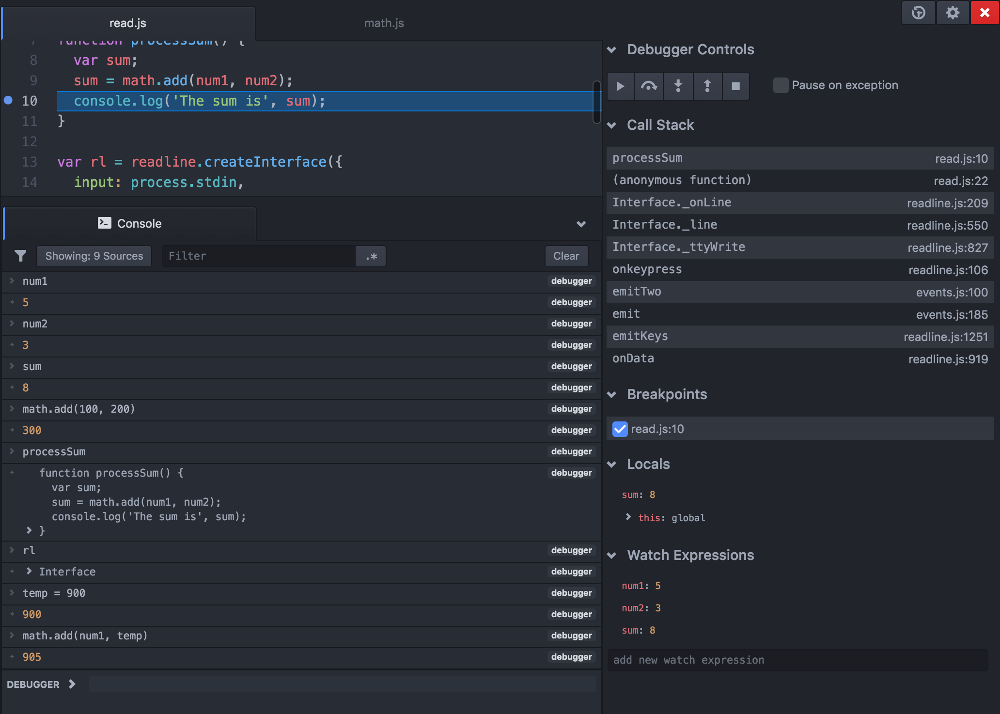 read.js
math.js
7 function processSum() {
8 var sum;
9 sum = math.add(num1, num2);
10 console.log('The sum is', sum);
11 }
12
13 var rl = readline.createInterface({
14 input: process.stdin,
Console
Showing: 9 Sources
Filter
.*
Clear
num1 debugger
5 debugger
num2 debugger
3 debugger
sum debugger
8 debugger
math.add(100, 200) debugger
300 debugger
processSum debugger
function processSum() { debugger
var sum;
sum = math.add(num1, num2);
console.log('The sum is', sum);
}
rl debugger
Interface debugger
temp = 900 debugger
900 debugger
math.add(num1, temp) debugger
905 debugger
DEBUGGER
Debugger Controls
Pause on exception
Call Stack
processSum read.js:10
(anonymous function) read.js:22
Interface._onLine readline.js:209
Interface._line readline.js:550
Interface._ttyWrite readline.js:827
onkeypress readline.js:106
emitTwo events.js:100
emit events.js:185
emitKeys readline.js:1251
onData readline.js:919
Breakpoints
read.js:10
Locals
sum: 8
this: global
Watch Expressions
num1: 5
num2: 3
sum: 8
add new watch expression